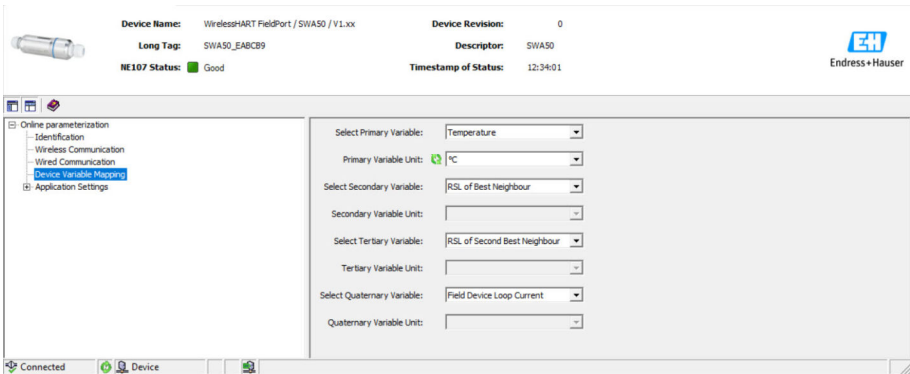 Device Name: WirelessHART FieldPort / SWA50 / V1.xx Device Revision: 0
Long Tag: SWA50_EABCB9 Descriptor: SWA50
NE107 Status: Good Timestamp of Status: 12:34:01
EH
Endress+Hauser
Online parameterization
Identification
Wireless Communication
Wired Communication
Device Variable Mapping
Application Settings
Select Primary Variable: Temperature
Primary Variable Unit: °C
Select Secondary Variable: RSL of Best Neighbour
Secondary Variable Unit:
Select Tertiary Variable: RSL of Second Best Neighbour
Tertiary Variable Unit:
Select Quaternary Variable: Field Device Loop Current
Quaternary Variable Unit:
Connected Device